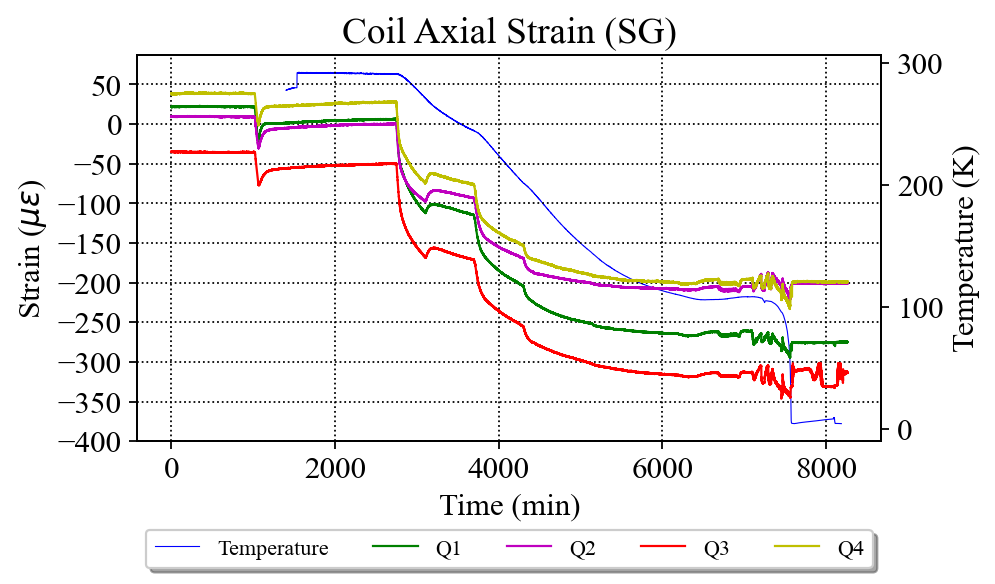 Coil Axial Strain (SG)
Strain (με)
50
0
−50
−100
−150
−200
−250
−300
−350
−400
300
200
100
0
Temperature (K)
0 2000 4000 6000 8000
Time (min)
Temperature Q1 Q2 Q3 Q4